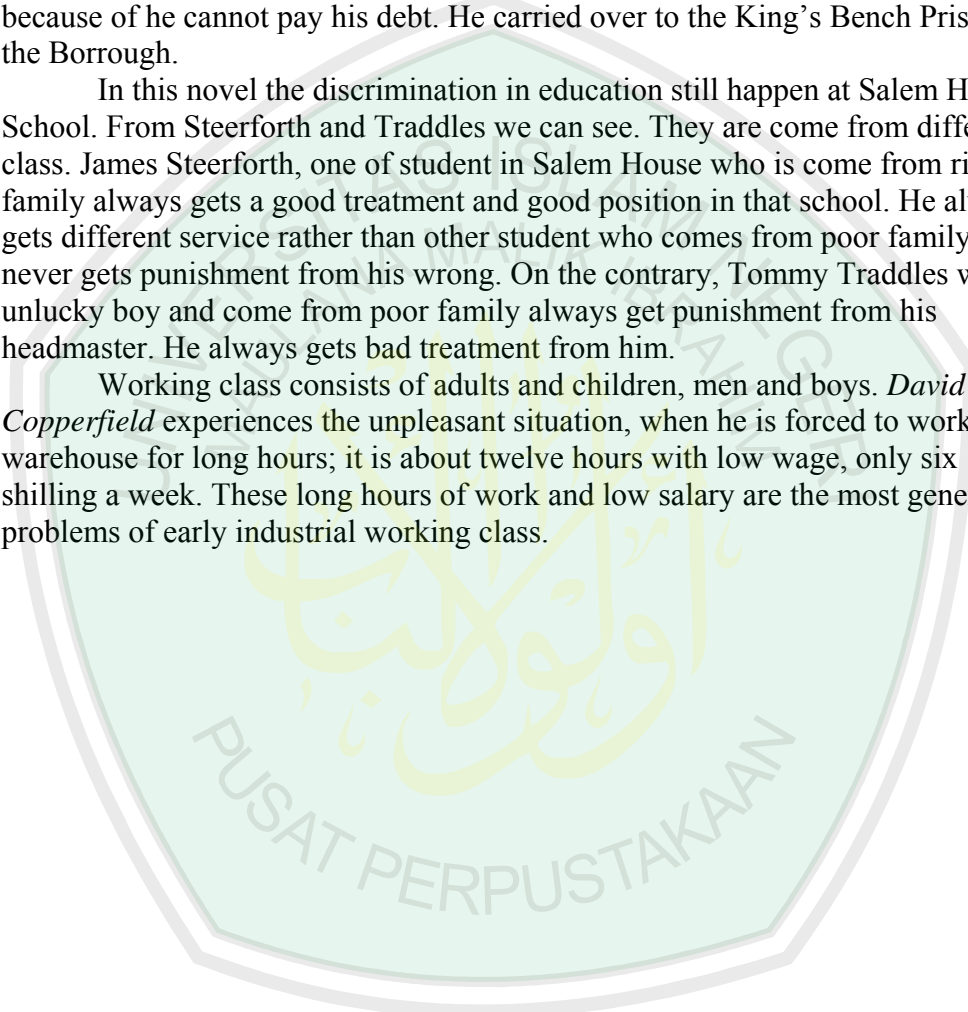 because of he cannot pay his debt. He carried over to the King’s Bench Pris
the Borrough.
In this novel the discrimination in education still happen at Salem H
School. From Steerforth and Traddles we can see. They are come from diffe
class. James Steerforth, one of student in Salem House who is come from ri
family always gets a good treatment and good position in that school. He al
gets different service rather than other student who comes from poor family
never gets punishment from his wrong. On the contrary, Tommy Traddles w
unlucky boy and come from poor family always get punishment from his
headmaster. He always gets bad treatment from him.
Working class consists of adults and children, men and boys. David
Copperfield experiences the unpleasant situation, when he is forced to work
warehouse for long hours; it is about twelve hours with low wage, only six
shilling a week. These long hours of work and low salary are the most gene
problems of early industrial working class.
UNIVERSITAS ISLAM NEGERI
MAULANA MALIK IBRAHIM
PUSAT PERPUSTAKAAN